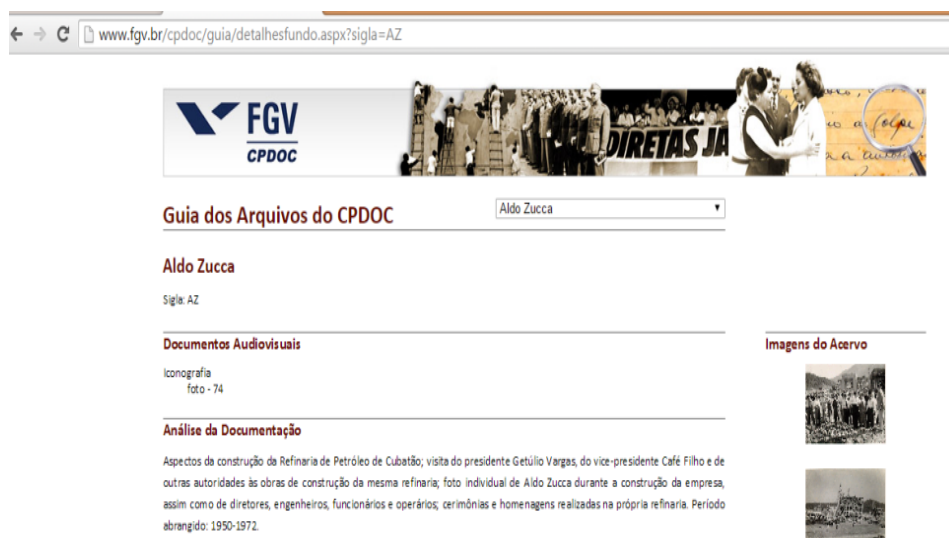 www.fgv.br/cpdoc/guia/detalhesfundo.aspx?sigla=AZ
FGV
CPDOC
DIRETAS JÁ
Guia dos Arquivos do CPDOC
Aldo Zucca
Aldo Zucca
Sigla: AZ
Documentos Audiovisuais
Iconografia
foto - 74
Análise da Documentação
Aspectos da construção da Refinaria de Petróleo de Cubatão; visita do presidente Getúlio Vargas, do vice-presidente Café Filho e de
outras autoridades às obras de construção da mesma refinaria; foto individual de Aldo Zucca durante a construção da empresa,
assim como de diretores, engenheiros, funcionários e operários; cerimônias e homenagens realizadas na própria refinaria. Período
abrangido: 1950-1972.
Imagens do Acervo